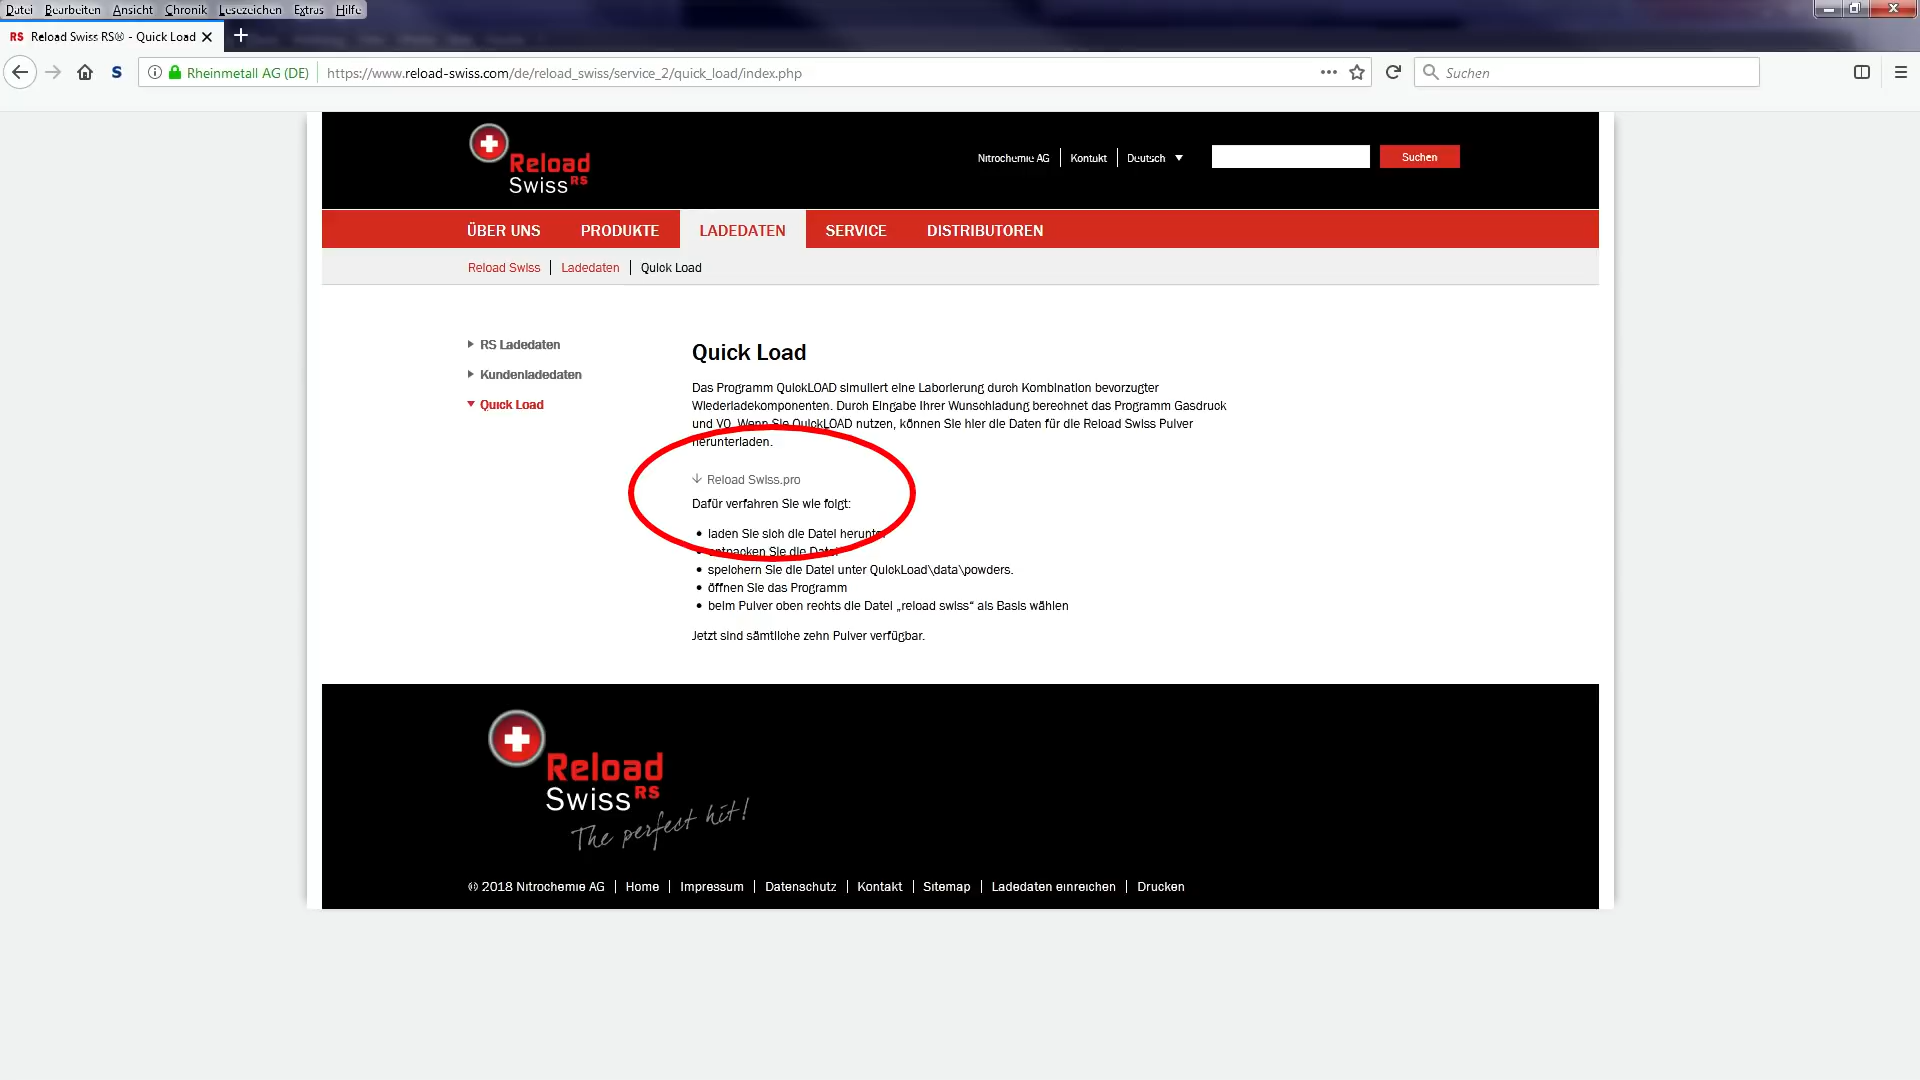 Datei Bearbeiten Ansicht Chronik Lesezeichen Extras Hilfe
RS Reload Swiss RS® - Quick Load
S Rheinmetall AG (DE) https://www.reload-swiss.com/de/reload_swiss/service_2/quick_load/index.php Suchen
Reload
Swiss RS
Nitrochemie AG Kontakt Deutsch Suchen
ÜBER UNS PRODUKTE LADEDATEN SERVICE DISTRIBUTOREN
Reload Swiss Ladedaten Quick Load
RS Ladedaten
Kundenladedaten
Quick Load
Quick Load
Das Programm QuickLOAD simuliert eine Laborierung durch Kombination bevorzugter
Wiederladekomponenten. Durch Eingabe Ihrer Wunschladung berechnet das Programm Gasdruck
und V0. Wenn Sie QuickLOAD nutzen, können Sie hier die Daten für die Reload Swiss Pulver
herunterladen.
Reload Swiss.pro
Dafür verfahren Sie wie folgt:
• laden Sie sich die Datei herunter
• entpacken Sie die Datei
• speichern Sie die Datei unter QuickLoad\data\powders.
• öffnen Sie das Programm
• beim Pulver oben rechts die Datei „reload swiss“ als Basis wählen
Jetzt sind sämtliche zehn Pulver verfügbar.
Reload
Swiss RS
The perfect hit!
© 2018 Nitrochemie AG Home Impressum Datenschutz Kontakt Sitemap Ladedaten einreichen Drucken